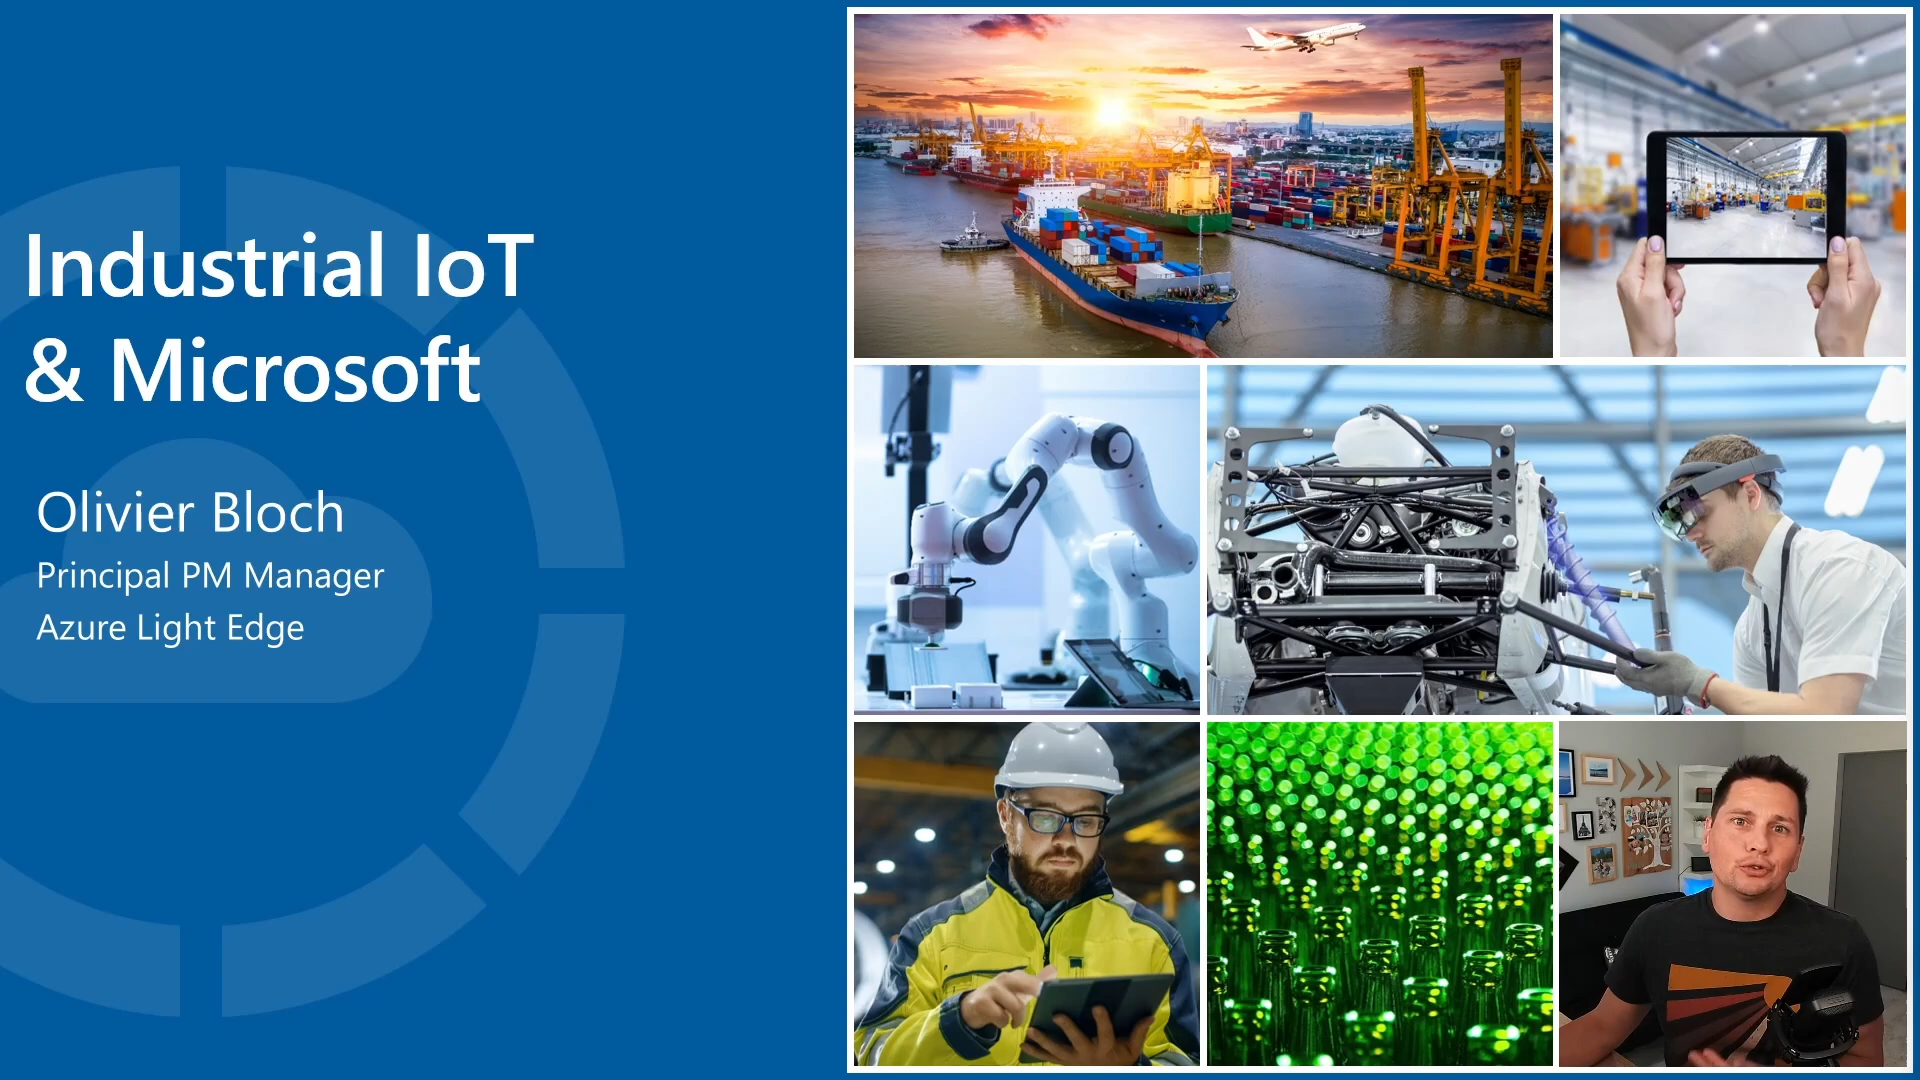 Industrial IoT
& Microsoft
Olivier Bloch
Principal PM Manager
Azure Light Edge